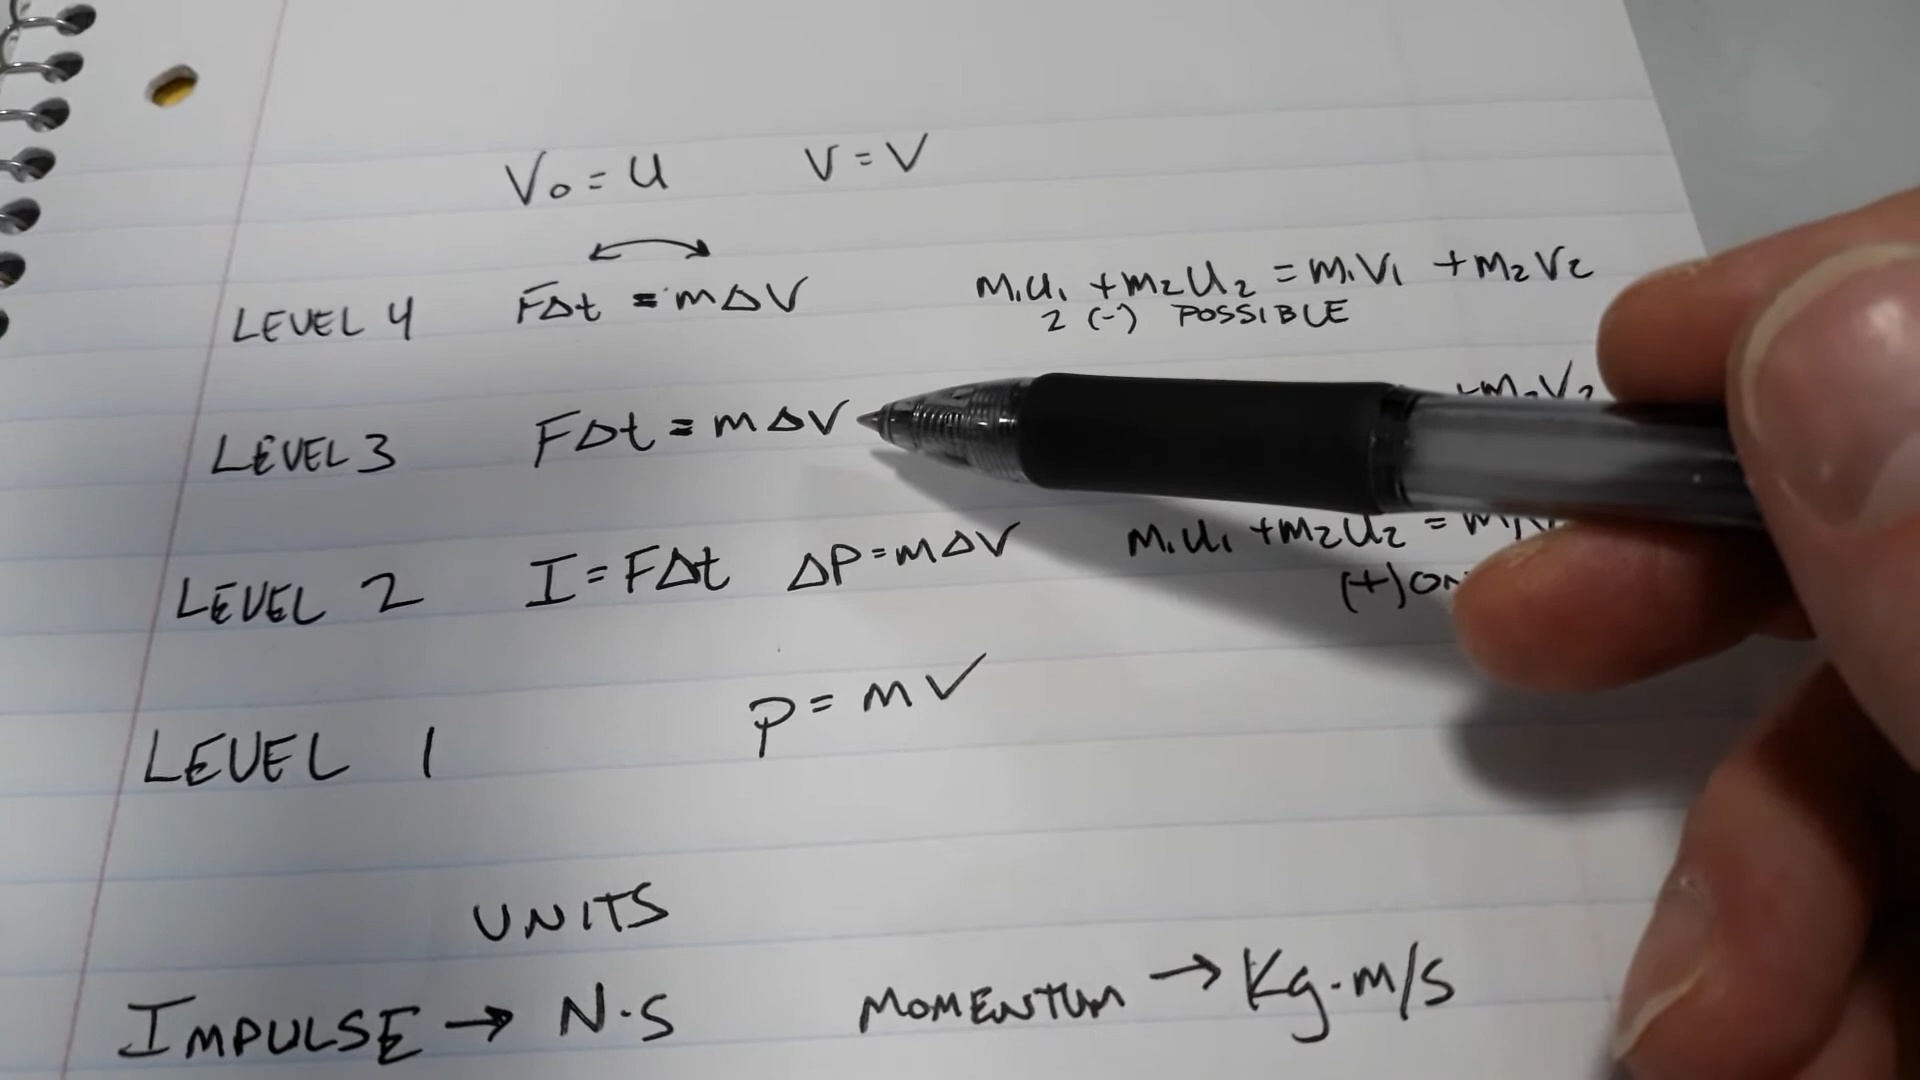 V₀ = u V = V
LEVEL 4 FΔt = mΔV m₁u₁ + m₂u₂ = m₁v₁ + m₂v₂
2 (-) POSSIBLE
LEVEL 3 FΔt = mΔV
LEVEL 2 I = FΔt ΔP = mΔV m₁u₁ + m₂u₂ =
(+)
LEVEL 1 p = mv
UNITS
IMPULSE → N·S MOMENTUM → Kg·m/s